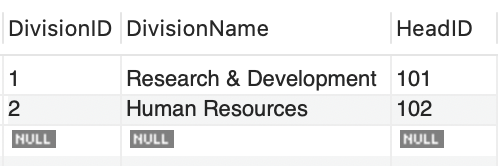 DivisionID DivisionName HeadID
1 Research & Development 101
2 Human Resources 102
NULL NULL NULL